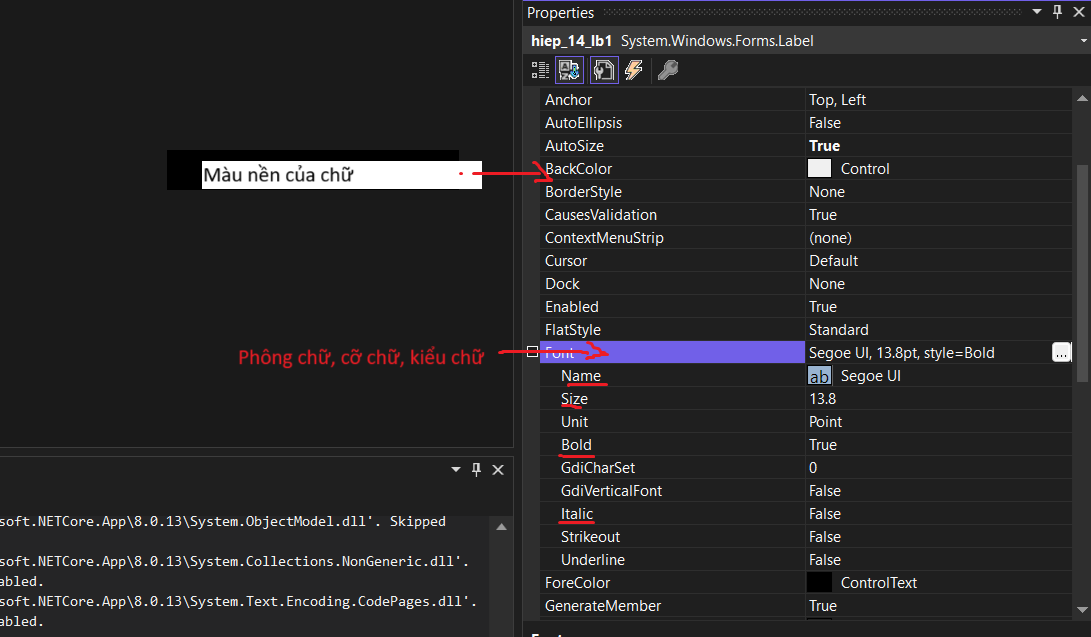 Properties
hiep_14_lb1 System.Windows.Forms.Label
Anchor Top, Left
AutoEllipsis False
AutoSize True
Màu nền của chữ
BackColor Control
BorderStyle None
CausesValidation True
ContextMenuStrip (none)
Cursor Default
Dock None
Enabled True
FlatStyle Standard
Phông chữ, cỡ chữ, kiểu chữ
Font Segoe UI, 13.8pt, style=Bold ...
Name ab Segoe UI
Size 13.8
Unit Point
Bold True
GdiCharSet 0
GdiVerticalFont False
Italic False
Strikeout False
Underline False
ForeColor ControlText
GenerateMember True
soft.NETCore.App\8.0.13\System.ObjectModel.dll'. Skipped
soft.NETCore.App\8.0.13\System.Collections.NonGeneric.dll'.
abled.
soft.NETCore.App\8.0.13\System.Text.Encoding.CodePages.dll'.
abled.